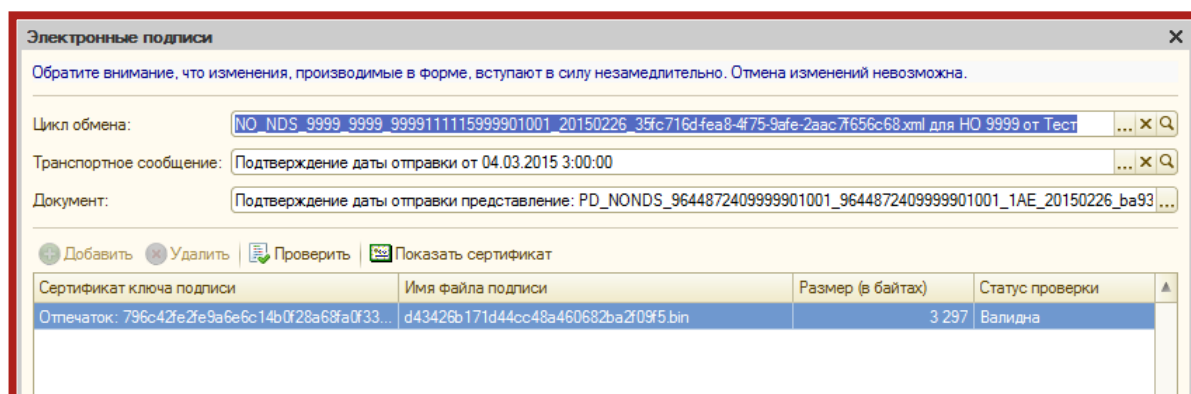 Электронные подписи
Обратите внимание, что изменения, производимые в форме, вступают в силу незамедлительно. Отмена изменений невозможна.
Цикл обмена: NO_NDS_9999_9999_9999111115999901001_20150226_35fc716d-fea8-4f75-9afe-2aac7f656c68.xml для НО 9999 от Тест
Транспортное сообщение: Подтверждение даты отправки от 04.03.2015 3:00:00
Документ: Подтверждение даты отправки представление: PD_NONDS_9644872409999901001_9644872409999901001_1AE_20150226_ba93
Добавить Удалить Проверить Показать сертификат
Сертификат ключа подписи Имя файла подписи Размер (в байтах) Статус проверки
Отпечаток: 796c42fe2fe9a6e6c14b0f28a68fa0f33... d43426b171d44cc48a460682ba2f09f5.bin 3 297 Валидна